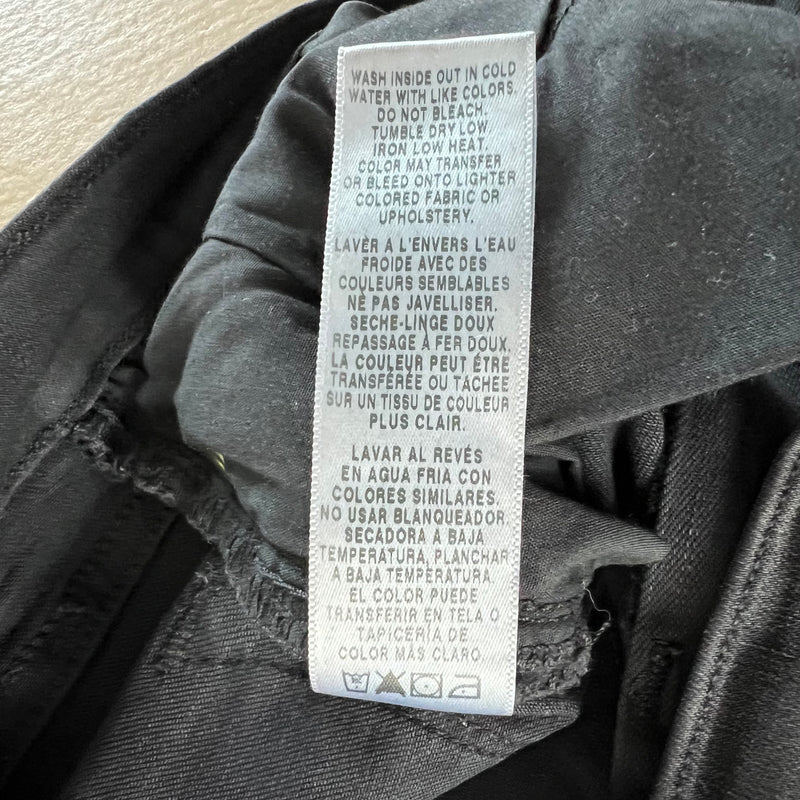 WASH INSIDE OUT IN COLD
WATER WITH LIKE COLORS.
DO NOT BLEACH.
TUMBLE DRY LOW.
IRON LOW HEAT.
COLOR MAY TRANSFER
OR BLEED ONTO LIGHTER
COLORED FABRIC OR
UPHOLSTERY.
LAVÈR A L'ENVERS L'EAU
FROIDE AVEC DES
COULEURS SEMBLABLES
NE PAS JAVELLISER.
SECHE-LINGE DOUX
REPASSAGE À FER DOUX.
LA COULEUR PEUT ÉTRE
TRANSFÉRÉE OU TACHEE
SUR UN TISSU DE COULEUR
PLUS CLAIR.
LAVAR AL REVÉS
EN AGUA FRIA CON
COLORES SIMILARES.
NO USAR BLANQUEADOR.
SECADORA A BAJA
TEMPERATURA, PLANCHAR
A BAJA TEMPERATURA.
EL COLOR PUEDE
TRANSFERIR EN TELA O
TAPICERÍA DE
COLOR MÁS CLARO.